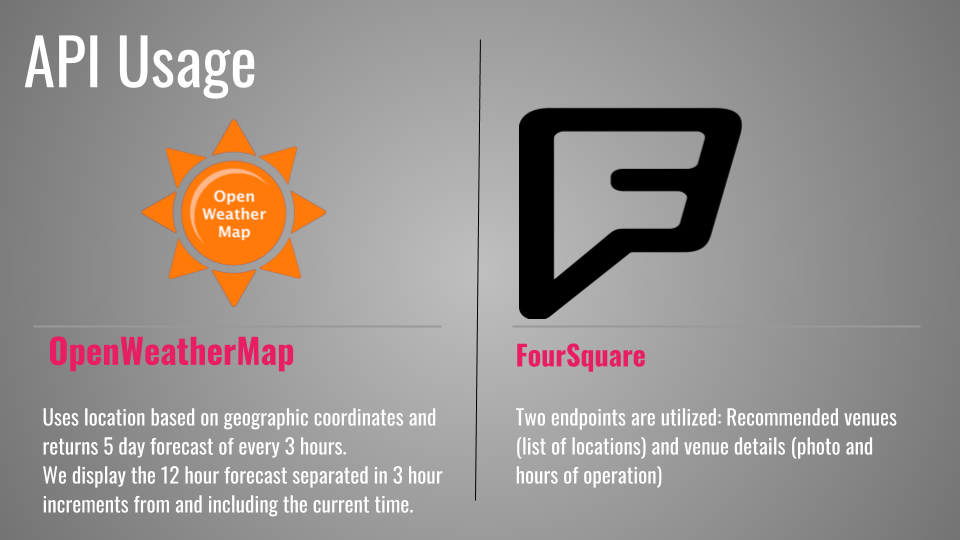 API Usage
Open
Weather
Map
OpenWeatherMap
Uses location based on geographic coordinates and
returns 5 day forecast of every 3 hours.
We display the 12 hour forecast separated in 3 hour
increments from and including the current time.
FourSquare
Two endpoints are utilized: Recommended venues
(list of locations) and venue details (photo and
hours of operation)